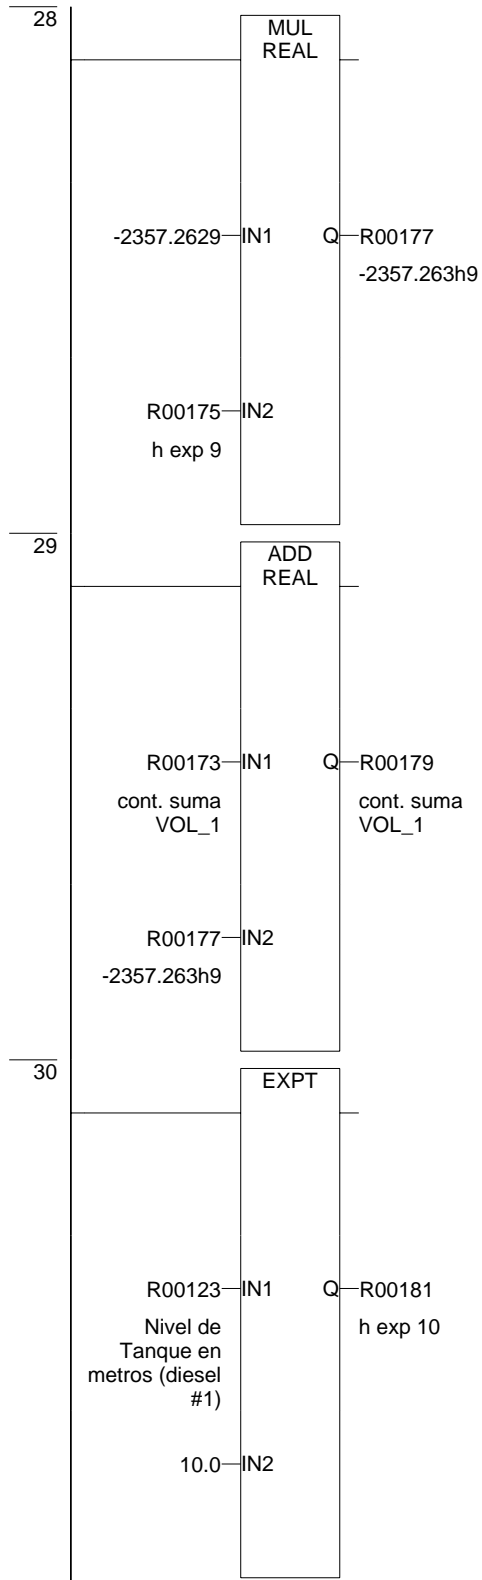 28
MUL
REAL
-2357.2629 IN1 Q R00177
-2357.263h9
R00175 IN2
h exp 9
29
ADD
REAL
R00173 IN1 Q R00179
cont. suma cont. suma
VOL_1 VOL_1
R00177 IN2
-2357.263h9
30
EXPT
R00123 IN1 Q R00181
Nivel de h exp 10
Tanque en
metros (diesel
#1)
10.0 IN2